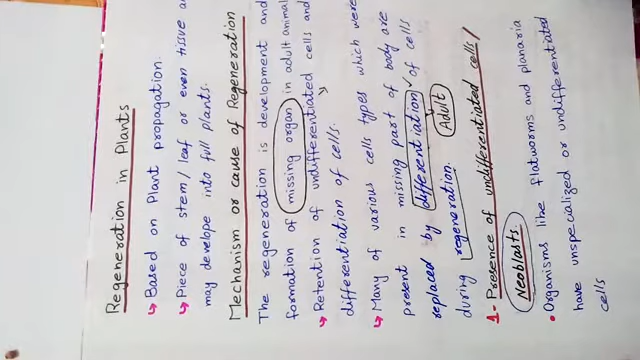 Regeneration in Plants
↳ Based on Plant propagation.
↳ Piece of stem/leaf or even tissue
may develope into full plants.
Mechanism or cause of Regeneration
The regeneration is development and
formation of missing organ in adult animal
↳ Retention of undifferentiated cells and
differentiation of cells.
↳ Many of various cells types which were
present in missing part of body are
replaced by differentiation of cells
Adult
during regeneration.
1- Presence of undifferentiated cells/
Neoblasts.
• Organisms like flatworms and planaria
have unspecialized or undifferentiated
cells